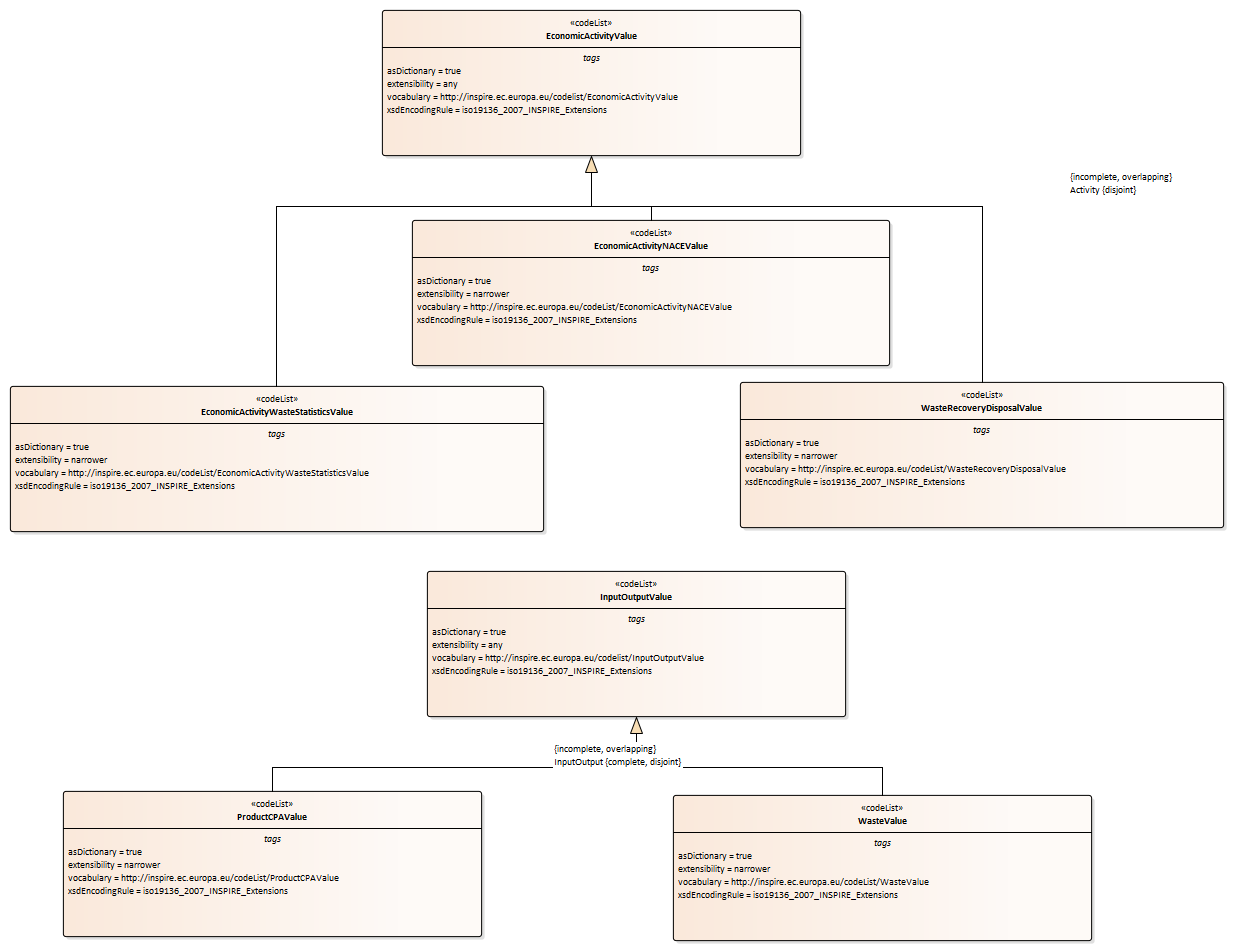 «codeList»
EconomicActivityValue
tags
asDictionary = true
extensibility = any
vocabulary = http://inspire.ec.europa.eu/codelist/EconomicActivityValue
xsdEncodingRule = iso19136_2007_INSPIRE_Extensions
{incomplete, overlapping}
Activity {disjoint}
«codeList»
EconomicActivityNACEValue
tags
asDictionary = true
extensibility = narrower
vocabulary = http://inspire.ec.europa.eu/codeList/EconomicActivityNACEValue
xsdEncodingRule = iso19136_2007_INSPIRE_Extensions
«codeList»
EconomicActivityWasteStatisticsValue
tags
asDictionary = true
extensibility = narrower
vocabulary = http://inspire.ec.europa.eu/codeList/EconomicActivityWasteStatisticsValue
xsdEncodingRule = iso19136_2007_INSPIRE_Extensions
«codeList»
WasteRecoveryDisposalValue
tags
asDictionary = true
extensibility = narrower
vocabulary = http://inspire.ec.europa.eu/codeList/WasteRecoveryDisposalValue
xsdEncodingRule = iso19136_2007_INSPIRE_Extensions
«codeList»
InputOutputValue
tags
asDictionary = true
extensibility = any
vocabulary = http://inspire.ec.europa.eu/codelist/InputOutputValue
xsdEncodingRule = iso19136_2007_INSPIRE_Extensions
{incomplete, overlapping}
InputOutput {complete, disjoint}
«codeList»
ProductCPAValue
tags
asDictionary = true
extensibility = narrower
vocabulary = http://inspire.ec.europa.eu/codeList/ProductCPAValue
xsdEncodingRule = iso19136_2007_INSPIRE_Extensions
«codeList»
WasteValue
tags
asDictionary = true
extensibility = narrower
vocabulary = http://inspire.ec.europa.eu/codeList/WasteValue
xsdEncodingRule = iso19136_2007_INSPIRE_Extensions